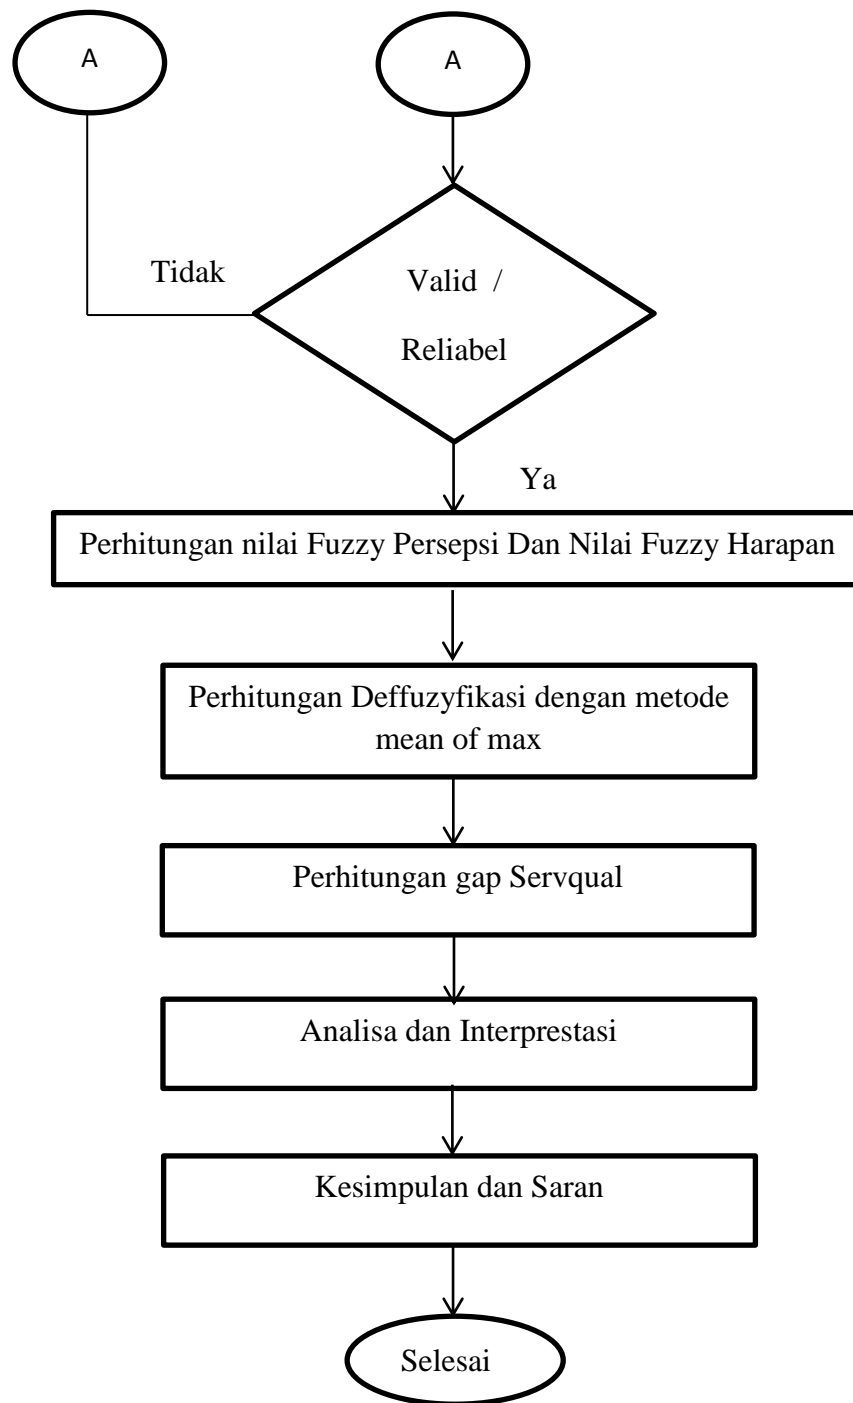 A
A
Tidak
Valid /
Reliabel
Ya
Perhitungan nilai Fuzzy Persepsi Dan Nilai Fuzzy Harapan
Perhitungan Deffuzyfikasi dengan metode
mean of max
Perhitungan gap Servqual
Analisa dan Interprestasi
Kesimpulan dan Saran
Selesai